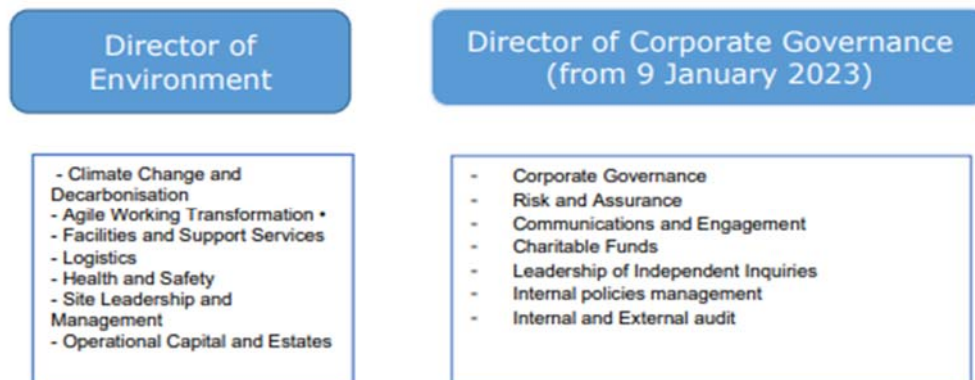 Director of
Environment
Director of Corporate Governance
(from 9 January 2023)
- Climate Change and
Decarbonisation
- Agile Working Transformation •
- Facilities and Support Services
- Logistics
- Health and Safety
- Site Leadership and
Management
- Operational Capital and Estates
- Corporate Governance
- Risk and Assurance
- Communications and Engagement
- Charitable Funds
- Leadership of Independent Inquiries
- Internal policies management
- Internal and External audit